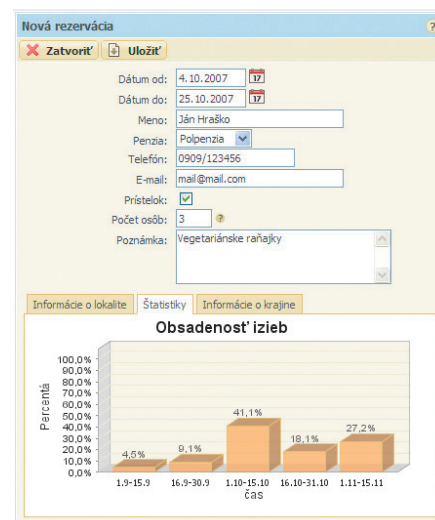 Nová rezervácia ?
Zatvoriť Uložiť
Dátum od: 4.10.2007 17
Dátum do: 25.10.2007 17
Meno: Ján Hraško
Penzia: Polpenzia
Telefón: 0909/123456
E-mail: mail@mail.com
Prístelok:
Počet osôb: 3 ?
Poznámka: Vegetariánske raňajky
Informácie o lokalite Štatistiky Informácie o krajine
Obsadenosť izieb
Percentá
100,0%
90,0%
80,0%
70,0%
60,0%
50,0%
40,0%
30,0%
20,0%
10,0%
0,0%
4,5% 9,1% 41,1% 18,1% 27,2%
1.9-15.9 16.9-30.9 1.10-15.10 16.10-31.10 1.11-15.11
čas